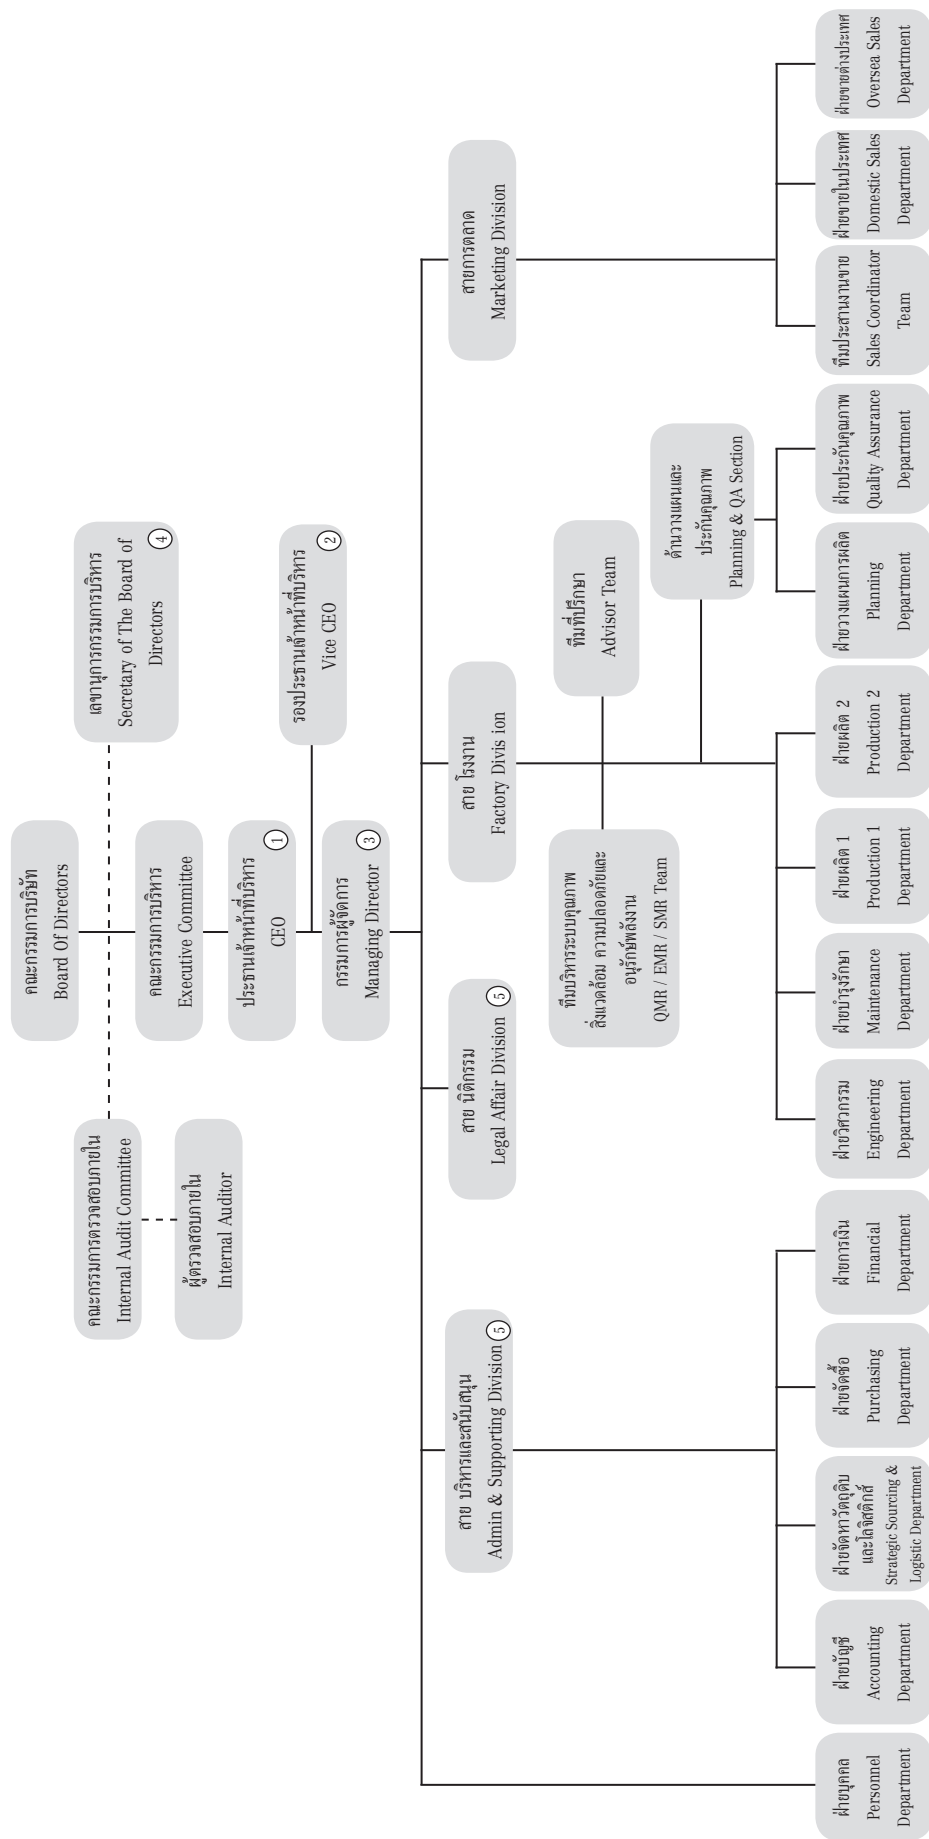 คณะกรรมการบริษัท
Board Of Directors
เลขานุการกรรมการบริหาร
Secretary of The Board of
Directors
4
คณะกรรมการตรวจสอบภายใน
Internal Audit Committee
ผู้ตรวจสอบภายใน
Internal Auditor
คณะกรรมการบริหาร
Executive Committee
ประธานเจ้าหน้าที่บริหาร
CEO
1
รองประธานเจ้าหน้าที่บริหาร
Vice CEO
2
กรรมการผู้จัดการ
Managing Director
3
สาย บริหารและสนับสนุน
Admin & Supporting Division
5
สาย นิติกรรม
Legal Affair Division
5
สาย โรงงาน
Factory Divis ion
สายการตลาด
Marketing Division
ทีมบริหารระบบคุณภาพ
สิ่งแวดล้อม ความปลอดภัยและ
อนุรักษ์พลังงาน
QMR / EMR / SMR Team
ทีมที่ปรึกษา
Advisor Team
ด้านวางแผนและ
ประกันคุณภาพ
Planning & QA Section
ฝ่ายบุคคล
Personnel
Department
ฝ่ายบัญชี
Accounting
Department
ฝ่ายจัดหาวัตถุดิบ
และโลจิสติกส์
Strategic Sourcing &
Logistic Department
ฝ่ายจัดซื้อ
Purchasing
Department
ฝ่ายการเงิน
Financial
Department
ฝ่ายวิศวกรรม
Engineering
Department
ฝ่ายบำรุงรักษา
Maintenance
Department
ฝ่ายผลิต 1
Production 1
Department
ฝ่ายผลิต 2
Production 2
Department
ฝ่ายวางแผนการผลิต
Planning
Department
ฝ่ายประกันคุณภาพ
Quality Assurance
Department
ทีมประสานงานขาย
Sales Coordinator
Team
ฝ่ายขายในประเทศ
Domestic Sales
Department
ฝ่ายขายต่างประเทศ
Oversea Sales
Department